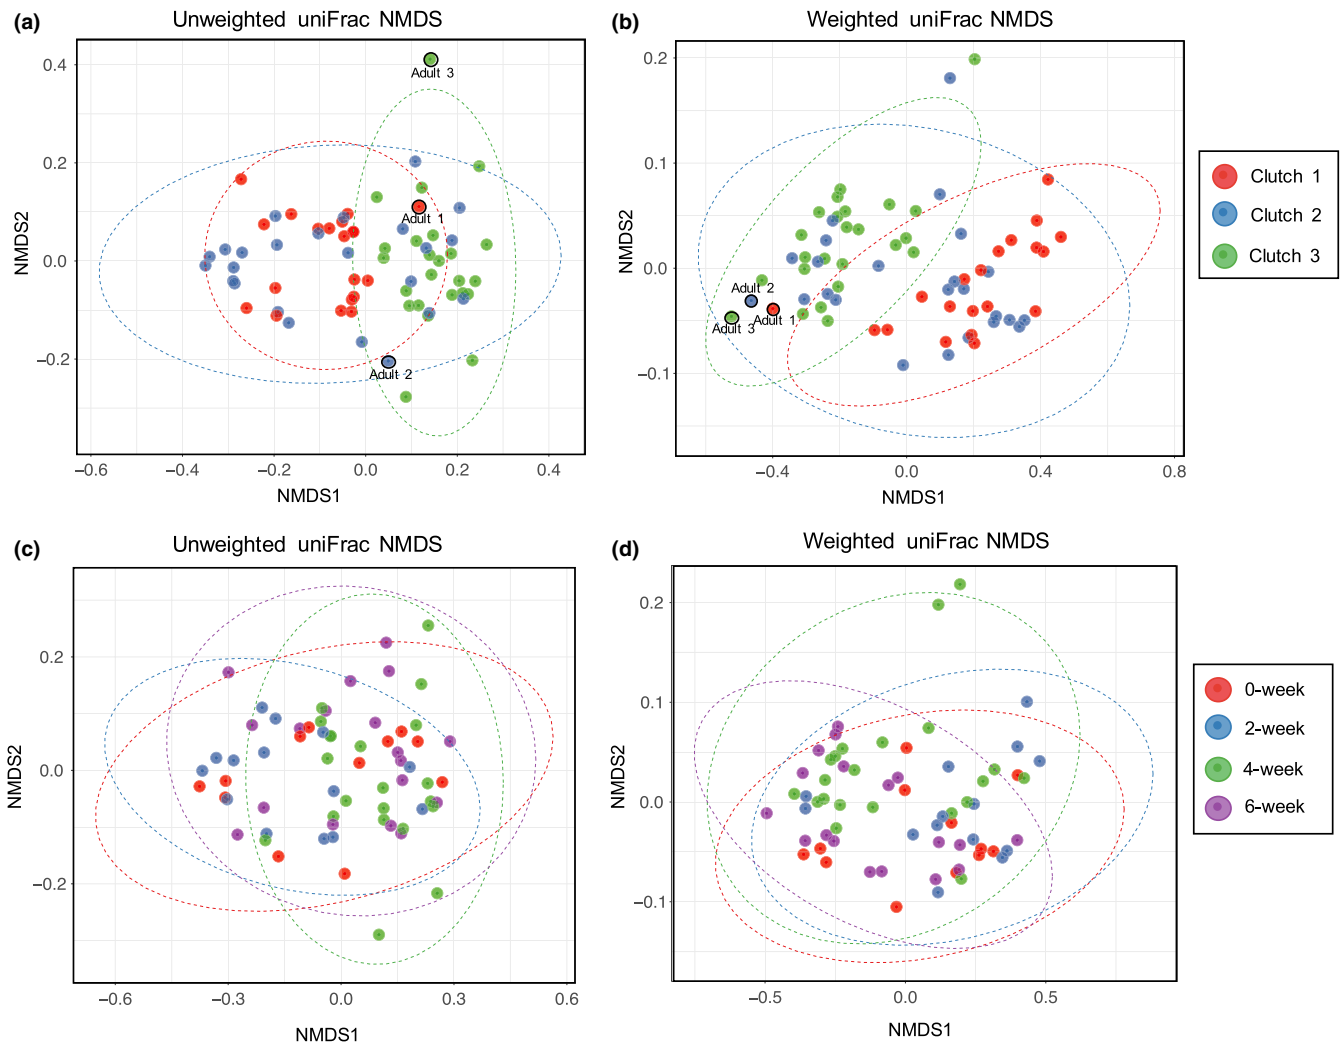 (a) Unweighted uniFrac NMDS
0.4
0.2
0.0
−0.2
NMDS2
Adult 3
Adult 1
Adult 2
−0.6 −0.4 −0.2 0.0 0.2 0.4
NMDS1
(b) Weighted uniFrac NMDS
0.2
0.1
0.0
−0.1
NMDS2
Adult 2
Adult 1
Adult 3
−0.4 0.0 0.4 0.8
NMDS1
Clutch 1
Clutch 2
Clutch 3
(c) Unweighted uniFrac NMDS
0.2
0.0
−0.2
NMDS2
−0.6 −0.3 0.0 0.3 0.6
NMDS1
(d) Weighted uniFrac NMDS
0.2
0.1
0.0
−0.1
NMDS2
−0.5 0.0 0.5
NMDS1
0-week
2-week
4-week
6-week